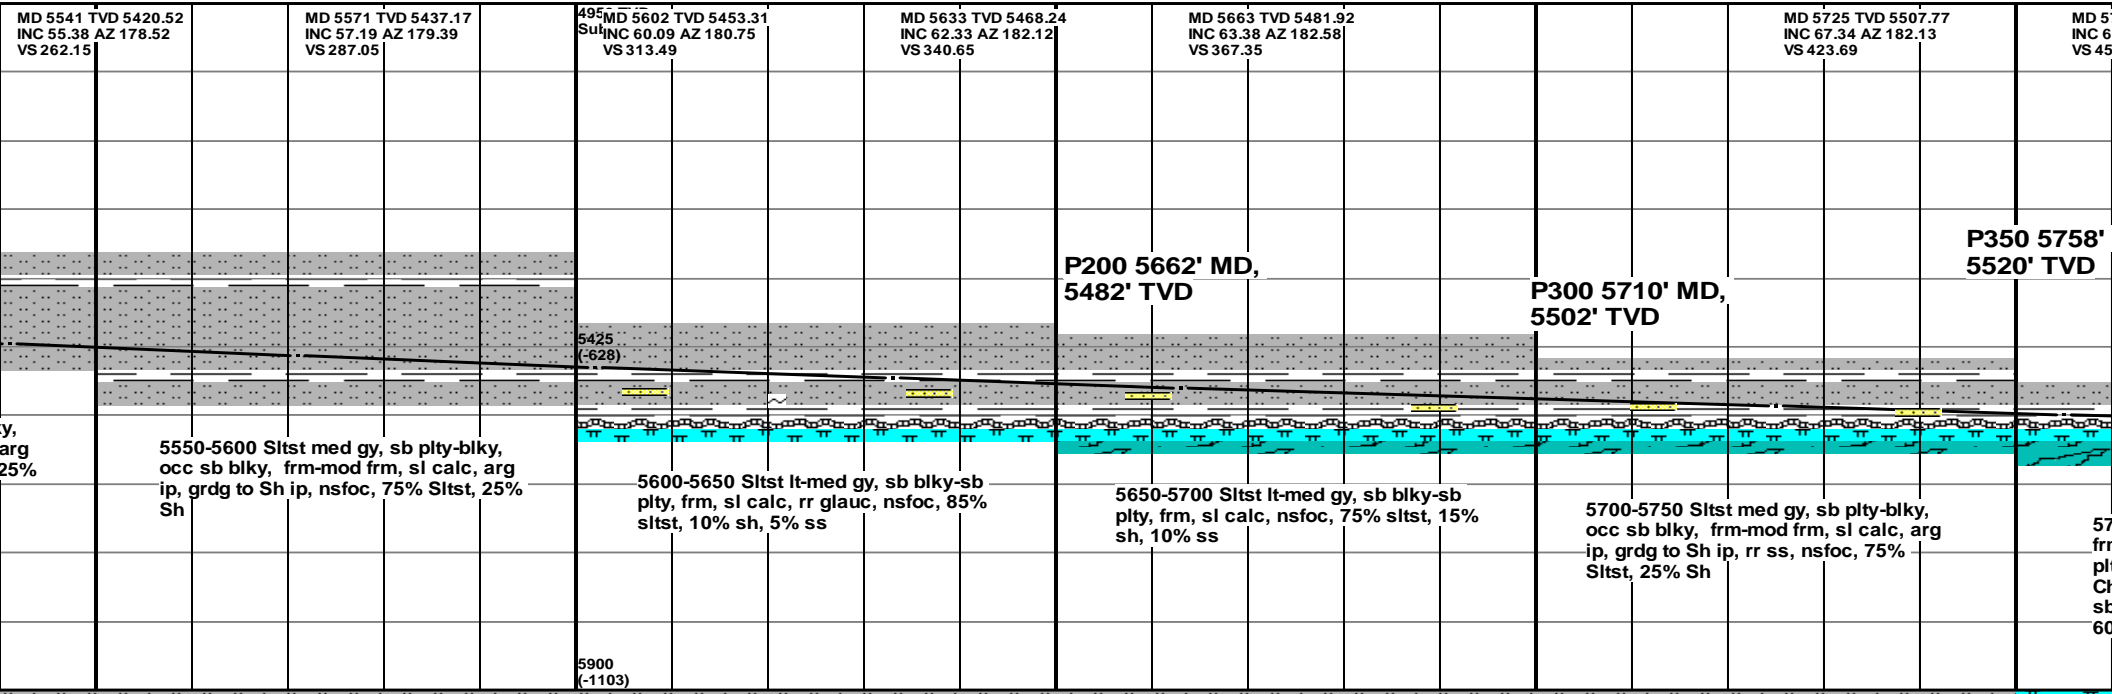 MD 5541 TVD 5420.52
INC 55.38 AZ 178.52
VS 262.15
MD 5571 TVD 5437.17
INC 57.19 AZ 179.39
VS 287.05
MD 5602 TVD 5453.31
INC 60.09 AZ 180.75
VS 313.49
MD 5633 TVD 5468.24
INC 62.33 AZ 182.12
VS 340.65
MD 5663 TVD 5481.92
INC 63.38 AZ 182.58
VS 367.35
MD 5725 TVD 5507.77
INC 67.34 AZ 182.13
VS 423.69
MD
INC
VS
P200 5662' MD,
5482' TVD
P300 5710' MD,
5502' TVD
P350 5758'
5520' TVD
5425
(-628)
arg
25%
5550-5600 Sltst med gy, sb plty-blky,
occ sb blky, frm-mod frm, sl calc, arg
ip, grdg to Sh ip, nsfoc, 75% Sltst, 25%
Sh
5600-5650 Sltst lt-med gy, sb blky-sb
plty, frm, sl calc, rr glauc, nsfoc, 85%
sltst, 10% sh, 5% ss
5650-5700 Sltst lt-med gy, sb blky-sb
plty, frm, sl calc, nsfoc, 75% sltst, 15%
sh, 10% ss
5700-5750 Sltst med gy, sb plty-blky,
occ sb blky, frm-mod frm, sl calc, arg
ip, grdg to Sh ip, rr ss, nsfoc, 75%
Sltst, 25% Sh
5900
(-1103)